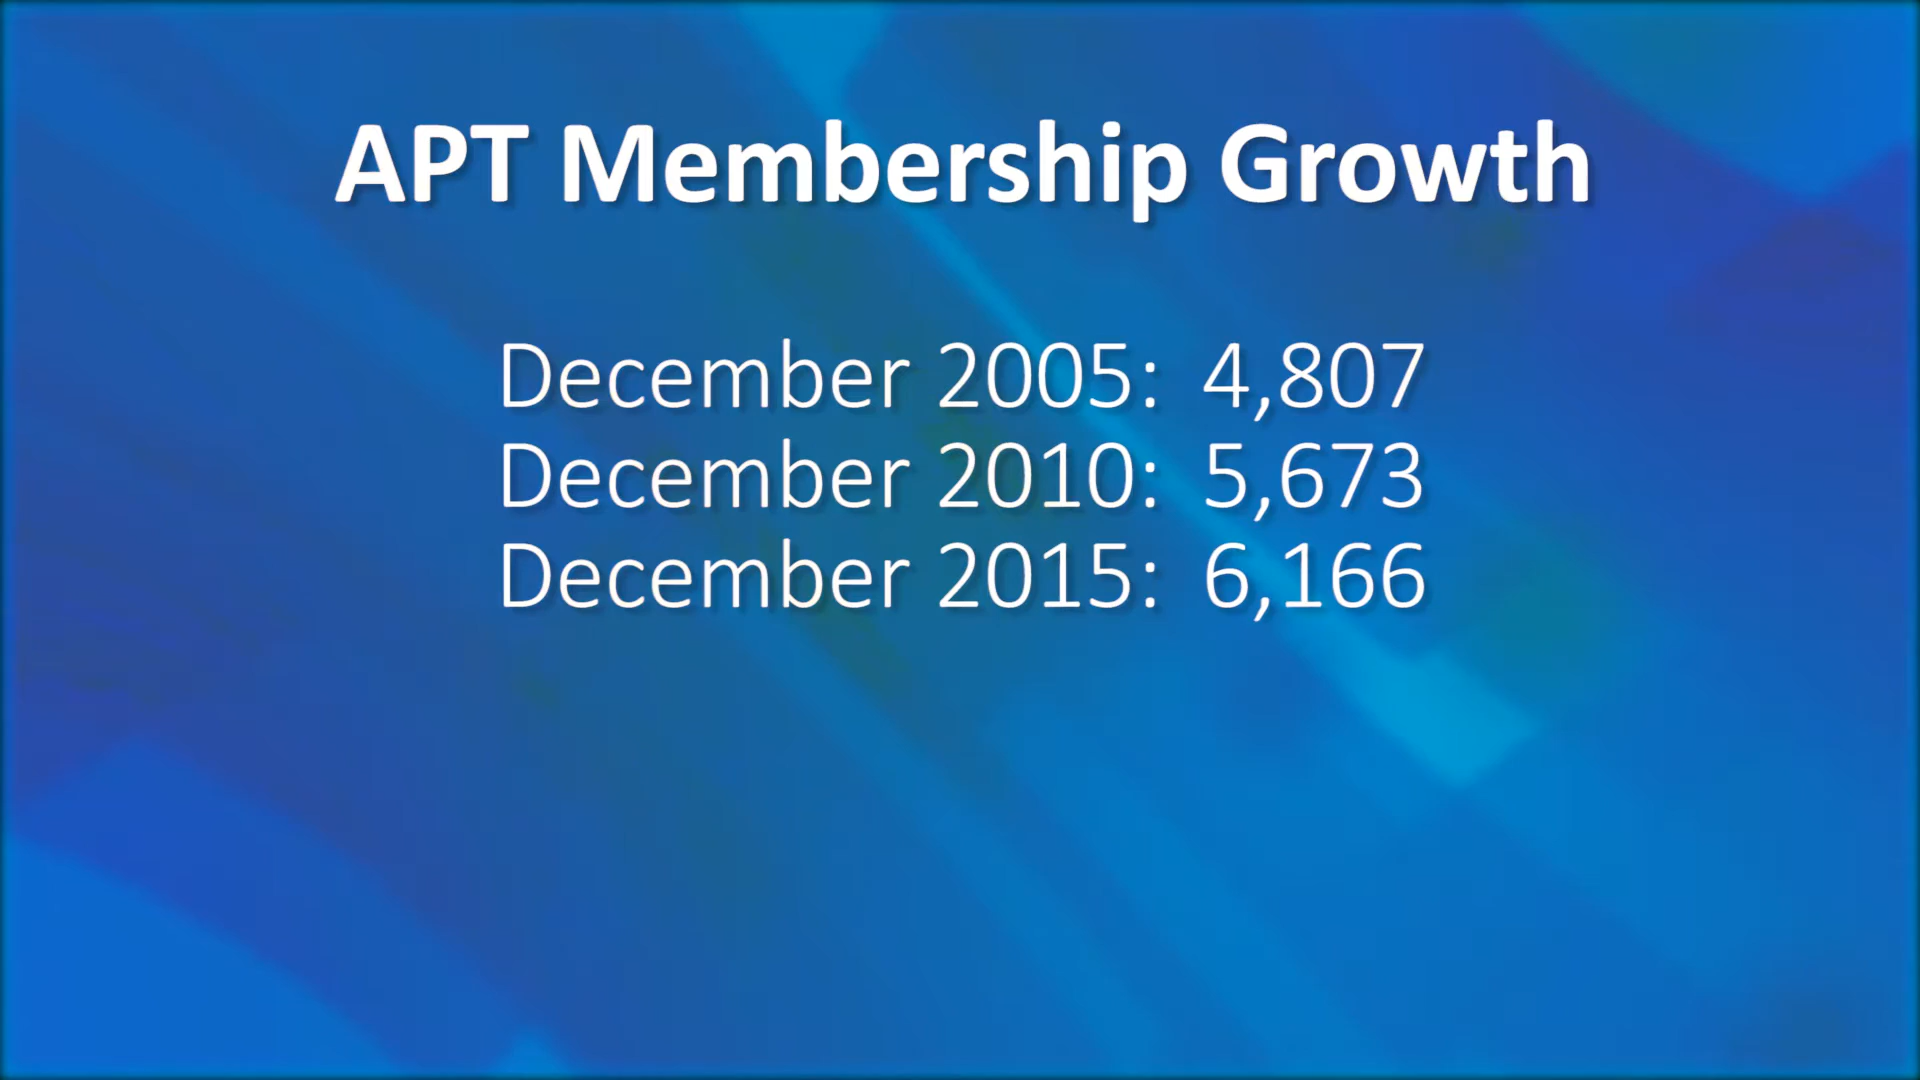 APT Membership Growth
December 2005: 4,807
December 2010: 5,673
December 2015: 6,166